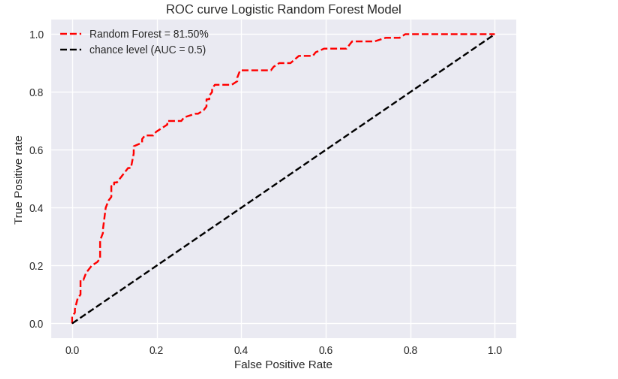 ROC curve Logistic Random Forest Model
Random Forest = 81.50%
chance level (AUC = 0.5)
True Positive rate
1.0
0.8
0.6
0.4
0.2
0.0
0.0 0.2 0.4 0.6 0.8 1.0
False Positive Rate